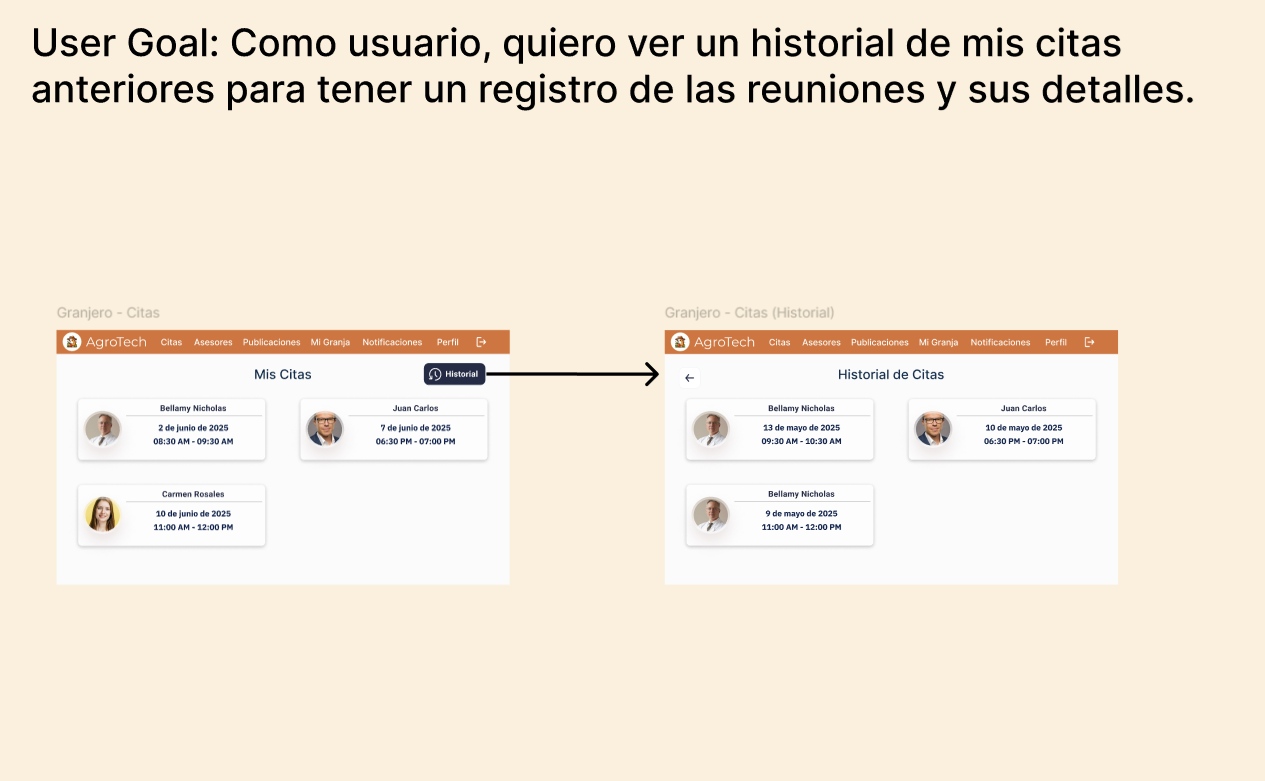 User Goal: Como usuario, quiero ver un historial de mis citas
anteriores para tener un registro de las reuniones y sus detalles.
Granjero - Citas
AgroTech Citas Asesores Publicaciones Mi Granja Notificaciones Perfil
Mis Citas
Historial
Bellamy Nicholas
2 de junio de 2025
08:30 AM - 09:30 AM
Juan Carlos
7 de junio de 2025
06:30 PM - 07:00 PM
Carmen Rosales
10 de junio de 2025
11:00 AM - 12:00 PM
Granjero - Citas (Historial)
AgroTech Citas Asesores Publicaciones Mi Granja Notificaciones Perfil
Historial de Citas
Bellamy Nicholas
13 de mayo de 2025
09:30 AM - 10:30 AM
Juan Carlos
10 de mayo de 2025
06:30 PM - 07:00 PM
Bellamy Nicholas
9 de mayo de 2025
11:00 AM - 12:00 PM